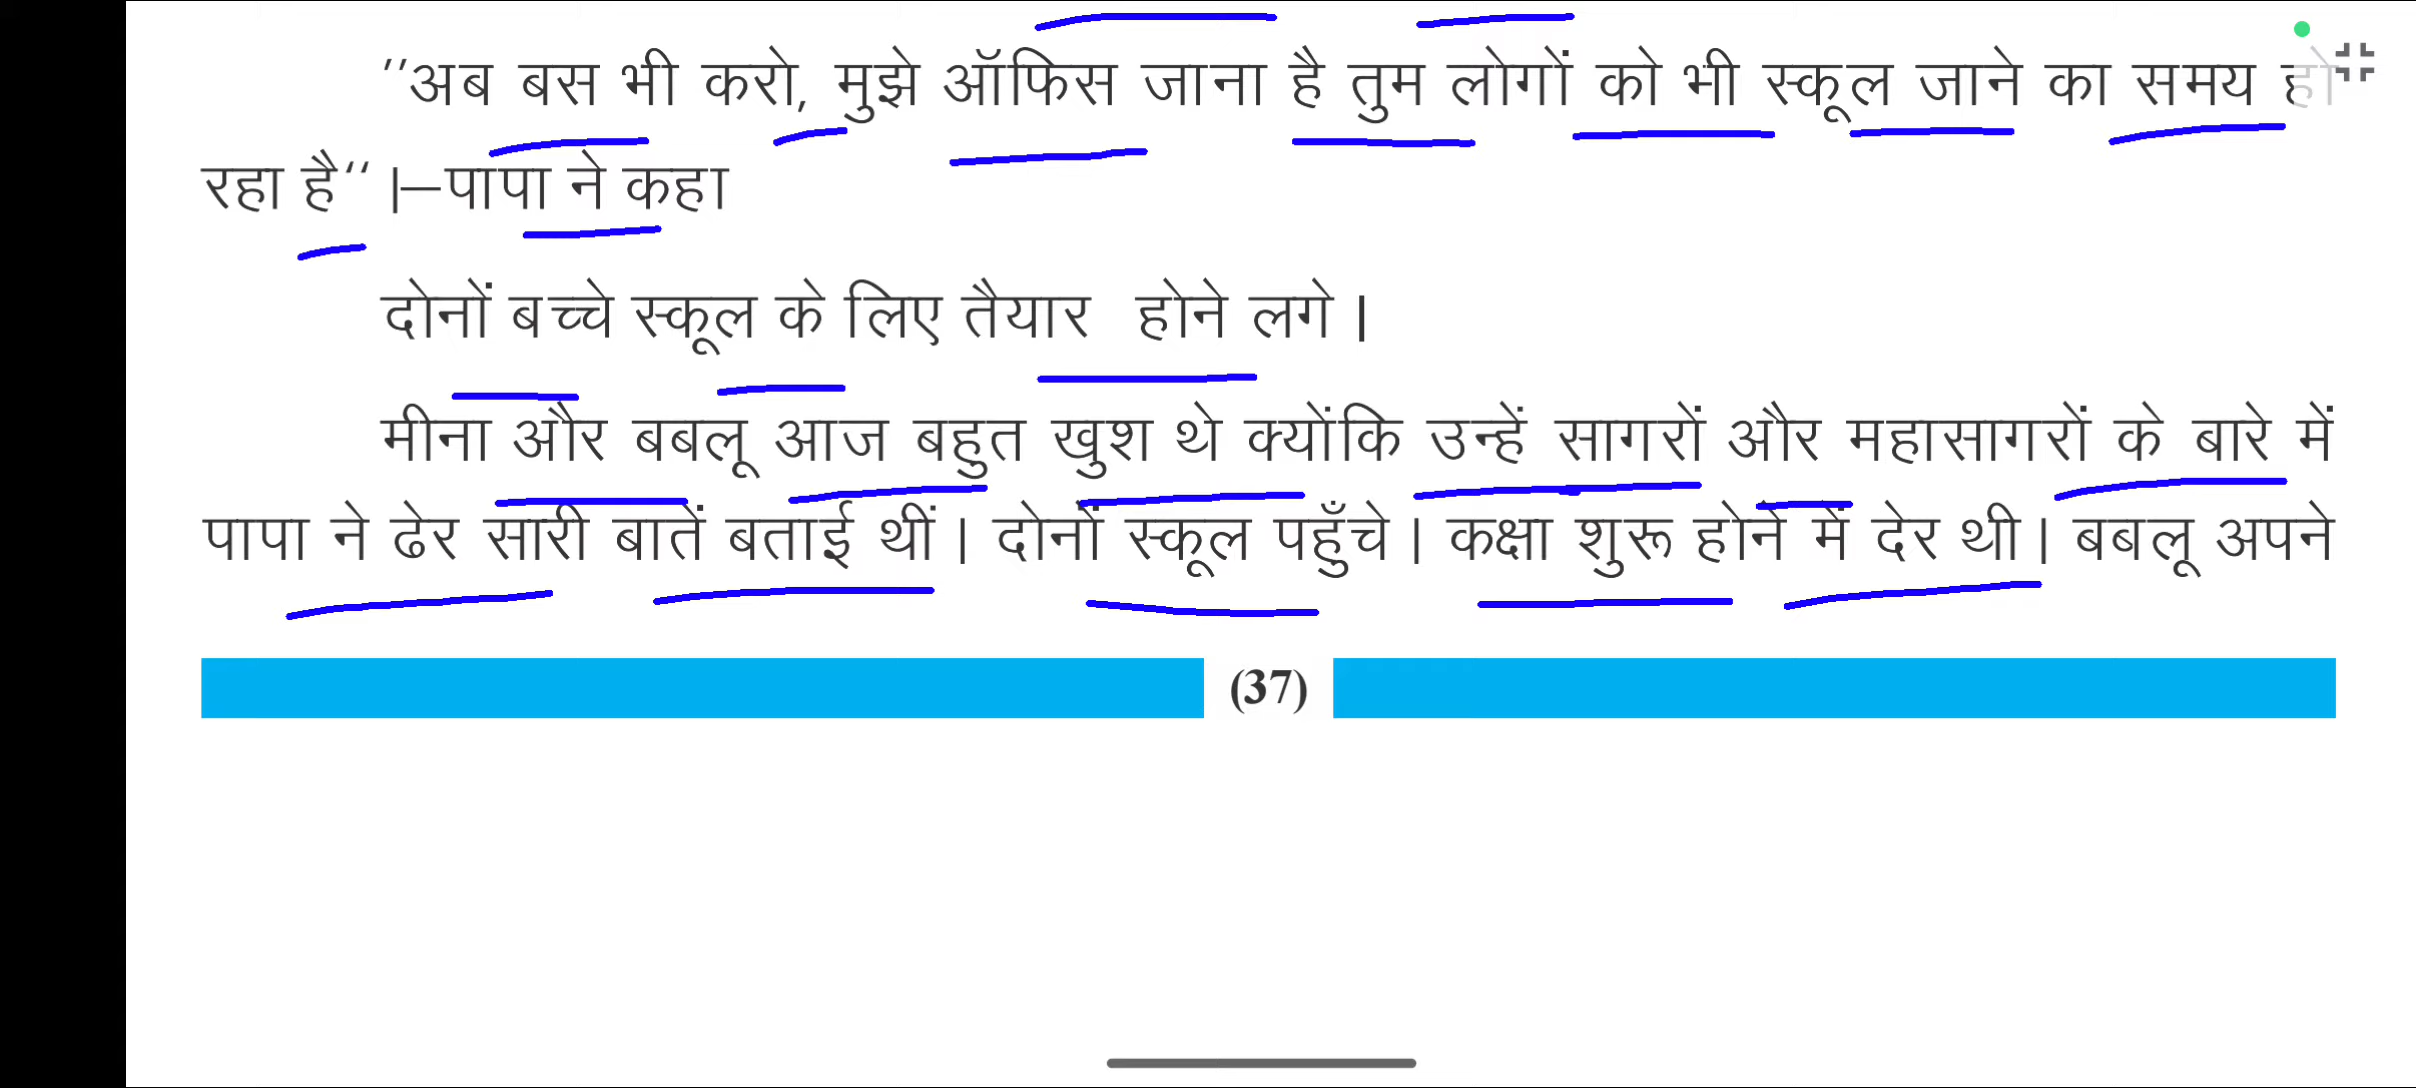 ’’अब बस भी करो, मुझे ऑफिस जाना है तुम लोगों को भी स्कूल जाने का समय हो
रहा है‘‘ |–पापा ने कहा
दोनों बच्चे स्कूल के लिए तैयार होने लगे |
मीना और बबलू आज बहुत खुश थे क्योंकि उन्हें सागरों और महासागरों के बारे में
पापा ने ढेर सारी बातें बताई थीं | दोनों स्कूल पहुँचे | कक्षा शुरू होने में देर थी | बबलू अपने
(37)